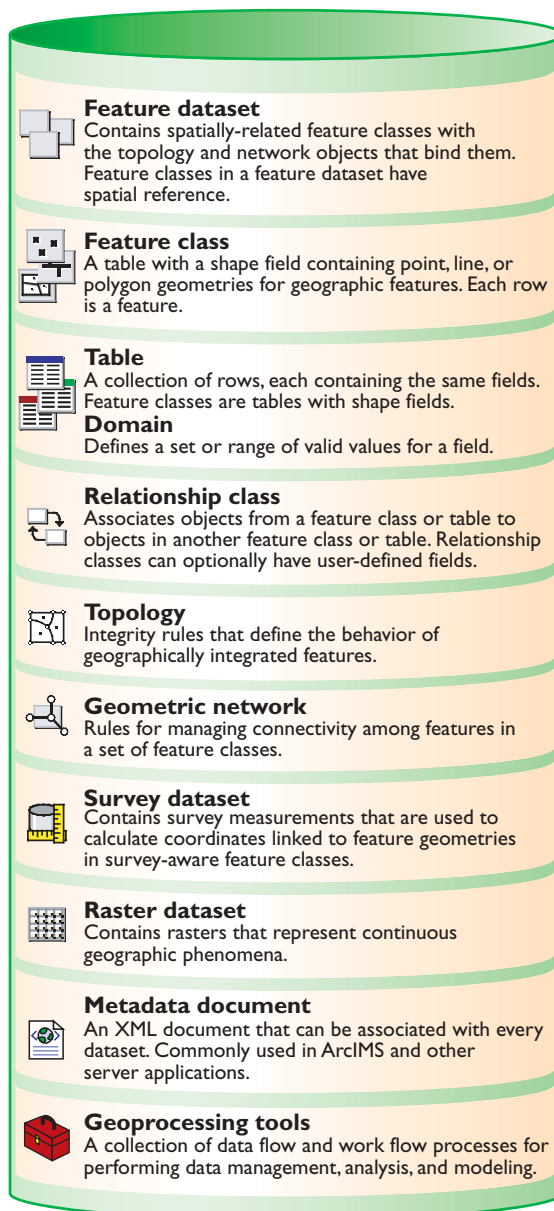 Feature dataset
Contains spatially-related feature classes with
the topology and network objects that bind them.
Feature classes in a feature dataset have
spatial reference.
Feature class
A table with a shape field containing point, line, or
polygon geometries for geographic features. Each row
is a feature.
Table
A collection of rows, each containing the same fields.
Feature classes are tables with shape fields.
Domain
Defines a set or range of valid values for a field.
Relationship class
Associates objects from a feature class or table to
objects in another feature class or table. Relationship
classes can optionally have user-defined fields.
Topology
Integrity rules that define the behavior of
geographically integrated features.
Geometric network
Rules for managing connectivity among features in
a set of feature classes.
Survey dataset
Contains survey measurements that are used to
calculate coordinates linked to feature geometries
in survey-aware feature classes.
Raster dataset
Contains rasters that represent continuous
geographic phenomena.
Metadata document
An XML document that can be associated with every
dataset. Commonly used in ArcIMS and other
server applications.
Geoprocessing tools
A collection of data flow and work flow processes for
performing data management, analysis, and modeling.